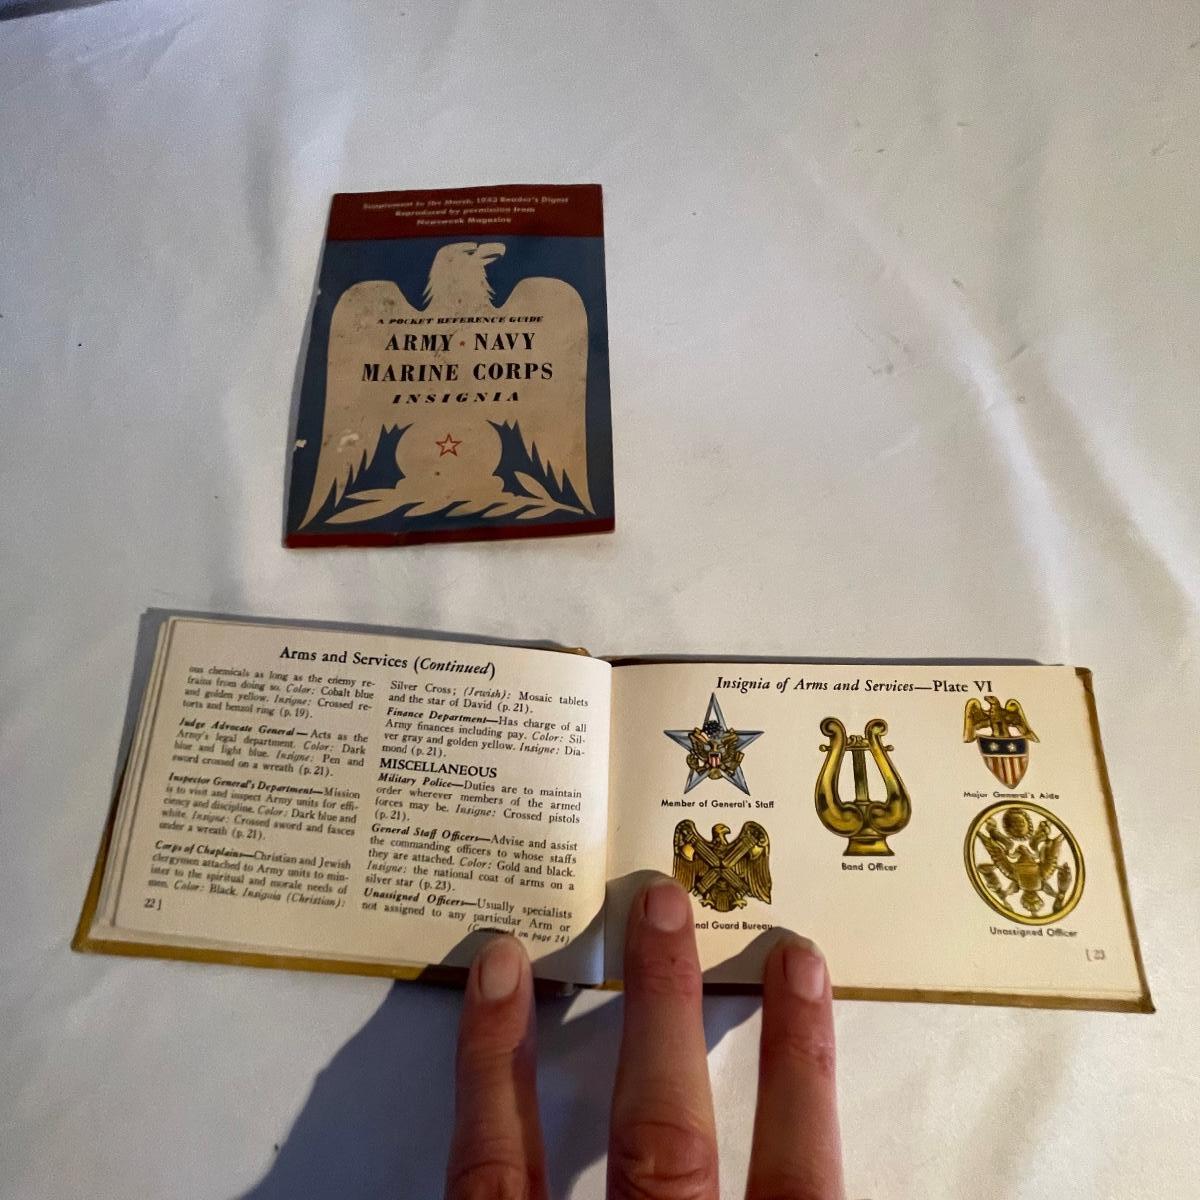 Supplement to the March, 1943 Reader's Digest
Reproduced by permission from
Newsweek Magazine
A POCKET REFERENCE GUIDE
ARMY NAVY
MARINE CORPS
INSIGNIA
Arms and Services (Continued)
ous chemicals as long as the enemy re-
frains from doing so. Color: Cobalt blue
and golden yellow. Insigne: Crossed re-
torts and benzol ring (p. 19).
Judge Advocate General—Acts as the
Army's legal department. Color: Dark
blue and light blue. Insigne: Pen and
sword crossed on a wreath (p. 21).
Inspector General's Department—Mission
is to visit and inspect Army units for effi-
ciency and discipline. Color: Dark blue and
white. Insigne: Crossed sword and fasces
under a wreath (p. 21).
Corps of Chaplains—Christian and Jewish
clergymen attached to Army units to min-
ister to the spiritual and morale needs of
men. Color: Black. Insignia (Christian):
22]
Silver Cross; (Jewish): Mosaic tablets
and the star of David (p. 21).
Finance Department—Has charge of all
Army finances including pay. Color: Sil-
ver gray and golden yellow. Insigne: Dia-
mond (p. 21).
MISCELLANEOUS
Military Police—Duties are to maintain
order wherever members of the armed
forces may be. Insigne: Crossed pistols
(p. 21).
General Staff Officers—Advise and assist
the commanding officers to whose staffs
they are attached. Color: Gold and black.
Insigne: the national coat of arms on a
silver star (p. 23).
Unassigned Officers—Usually specialists
not assigned to any particular Arm or
(Continued on page 24)
Insignia of Arms and Services—Plate VI
Member of General's Staff
Major General's Aide
Band Officer
nal Guard Bureau
Unassigned Officer
[23